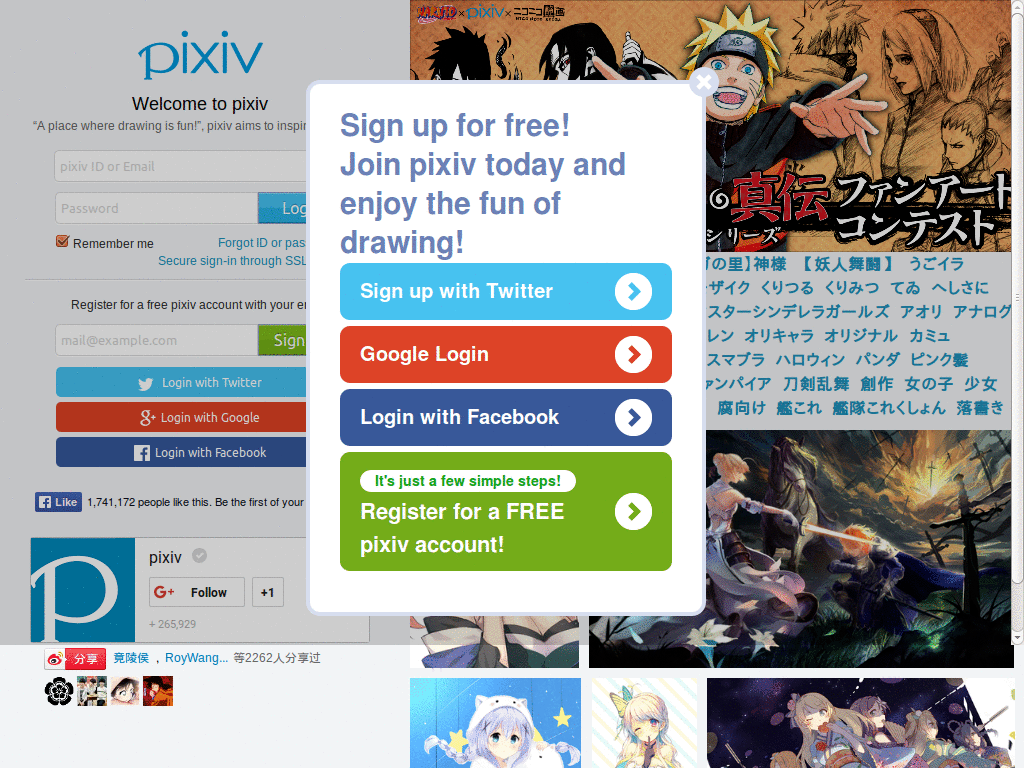 pixiv
Welcome to pixiv
“A place where drawing is fun!”, pixiv aims to inspir
pixiv ID or Email
Password
Log
Remember me
Forgot ID or pas
Secure sign-in through SSL
Register for a free pixiv account with your em
mail@example.com
Sign
Login with Twitter
Login with Google
Login with Facebook
Like
1,741,172 people like this. Be the first of your
pixiv
Follow
+1
+ 265,929
分享
竟陵侯 , RoyWang... 等2262人分享过
Sign up for free!
Join pixiv today and
enjoy the fun of
drawing!
Sign up with Twitter
Google Login
Login with Facebook
It's just a few simple steps!
Register for a FREE
pixiv account!
pixiv × ニコニコ静画
の真伝 ファンアート
シリーズ コンテスト
の里】神様 【妖人舞闘】 うごイラ
ザイク くりつる くりみつ てゐ へしさに
スターシンデレラガールズ アオリ アナログ
レン オリキャラ オリジナル カミュ
スマブラ ハロウィン パンダ ピンク髪
ァンパイア 刀剣乱舞 創作 女の子 少女
腐向け 艦これ 艦隊これくしょん 落書き